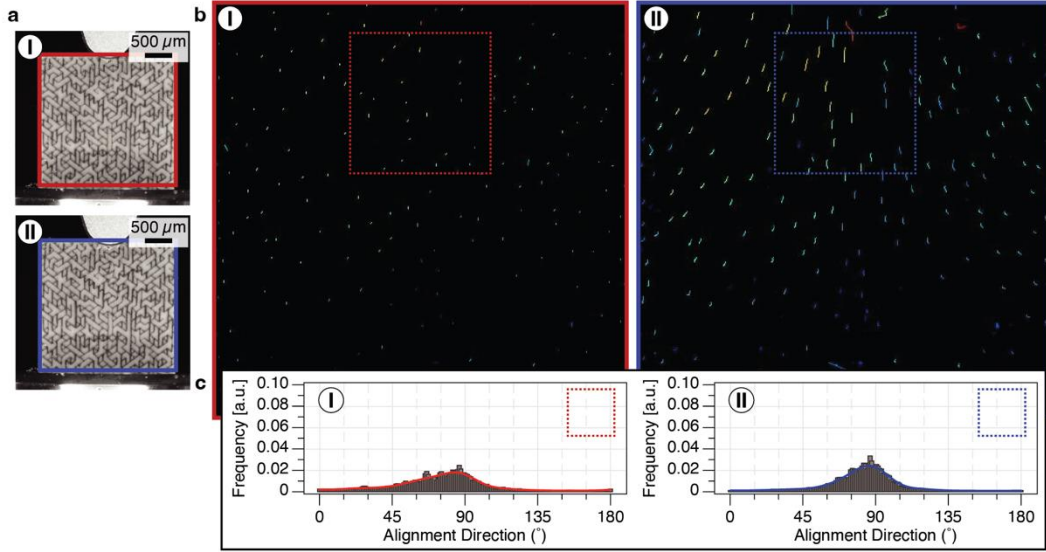 a
I
500 µm
II
500 µm
b
I
II
c
I
Frequency [a.u.]
0.10
0.08
0.06
0.04
0.02
0
0 45 90 135 180
Alignment Direction (˚)
II
Frequency [a.u.]
0.10
0.08
0.06
0.04
0.02
0
0 45 90 135 180
Alignment Direction (˚)